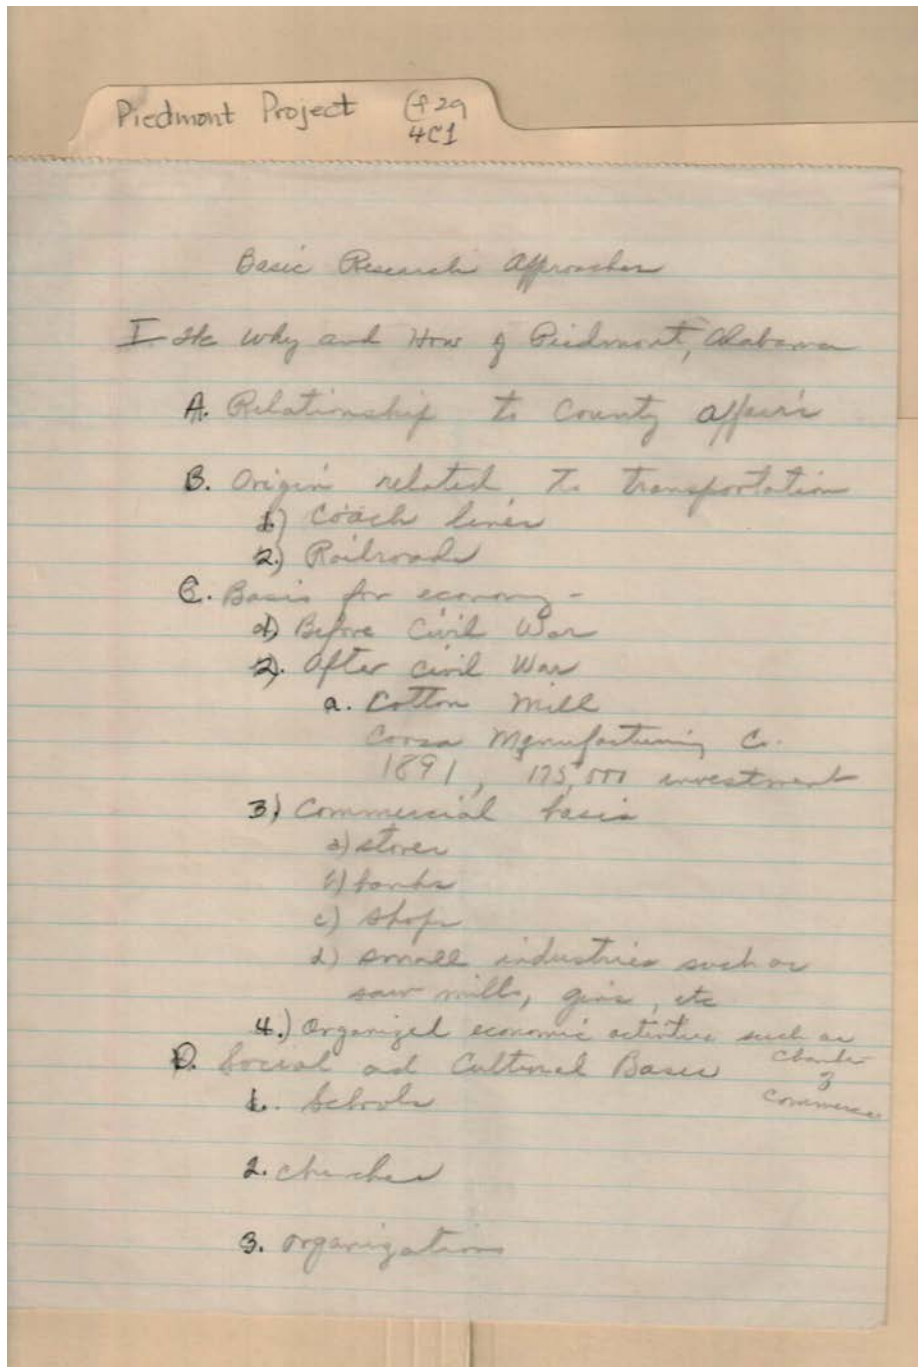 Piedmont Project (f29
4C1
Basic Research Approaches
I. The Why and How of Piedmont, Alabama
A. Relationship to County affairs
B. Origin related to transportation
1) Coach lines
2.) Railroads
C. Basis for economy -
1) Before Civil War
2). After Civil War
a. Cotton Mill
Coosa Manufacturing Co.
1891, 175,000 investment
3) Commercial basis
a) stores
b) banks
c) shops
d) small industries such as
saw mills, gins, etc
4.) Organized economic activities such as
Chamber
of
Commerce
D. Social and Cultural Bases
1. Schools
2. churches
3. organizations